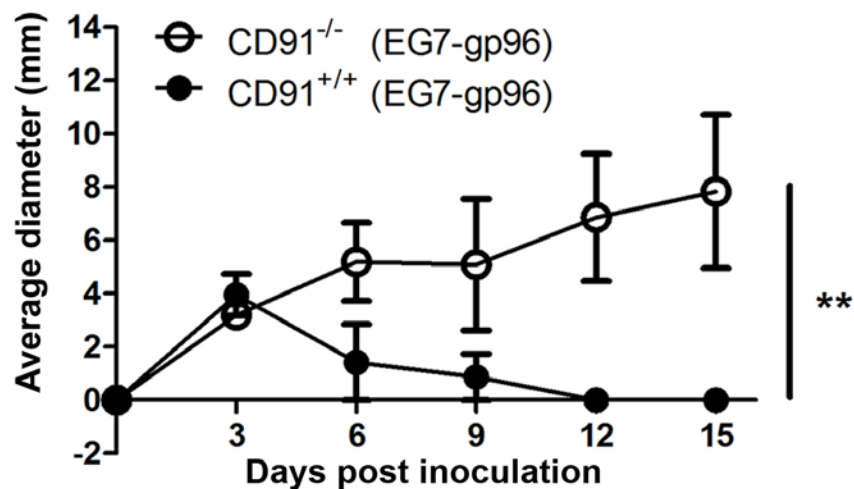 14
12
10
8
6
4
2
0
-2
Average diameter (mm)
CD91-/- (EG7-gp96)
CD91+/+ (EG7-gp96)
**
3 6 9 12 15
Days post inoculation